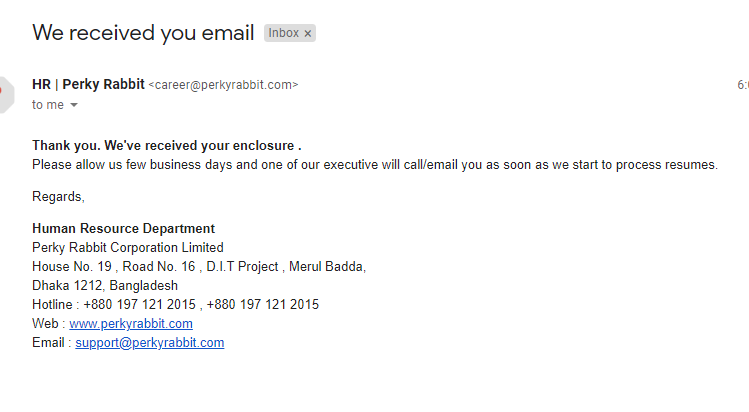 We received you email Inbox ×
HR | Perky Rabbit <career@perkyrabbit.com>
to me
Thank you. We've received your enclosure .
Please allow us few business days and one of our executive will call/email you as soon as we start to process resumes.
Regards,
Human Resource Department
Perky Rabbit Corporation Limited
House No. 19 , Road No. 16 , D.I.T Project , Merul Badda,
Dhaka 1212, Bangladesh
Hotline : +880 197 121 2015 , +880 197 121 2015
Web : www.perkyrabbit.com
Email : support@perkyrabbit.com